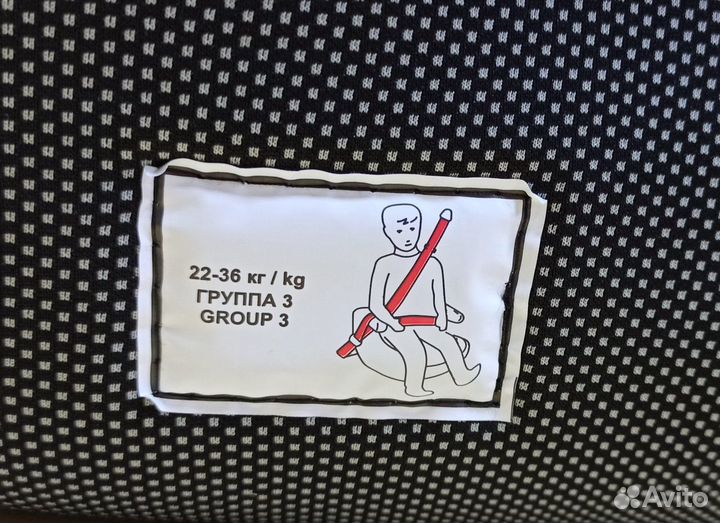 22-36 кг / kg
ГРУППА 3
GROUP 3
Avito